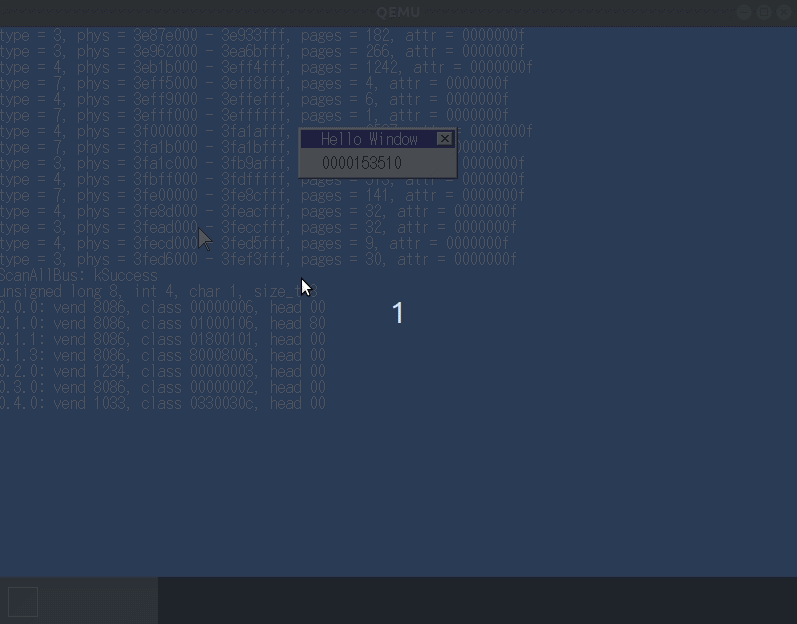 QEMU
type = 3, phys = 3e87e000 - 3e933fff, pages = 182, attr = 0000000f
type = 3, phys = 3e962000 - 3ea6bfff, pages = 266, attr = 0000000f
type = 4, phys = 3eb1b000 - 3eff4fff, pages = 1242, attr = 0000000f
type = 7, phys = 3eff5000 - 3eff8fff, pages = 4, attr = 0000000f
type = 4, phys = 3eff9000 - 3effefff, pages = 6, attr = 0000000f
type = 7, phys = 3efff000 - 3effffff, pages = 1, attr = 0000000f
type = 4, phys = 3f000000 - 3fa1afff, 0000000f
type = 7, phys = 3fa1b000 - 3fa1bfff, 0000000f
type = 3, phys = 3fa1c000 - 3fb9afff, 0000000f
type = 4, phys = 3fbff000 - 3fdfffff, pages = 513, attr = 0000000f
type = 7, phys = 3fe00000 - 3fe8cfff, pages = 141, attr = 0000000f
type = 4, phys = 3fe8d000 - 3feacfff, pages = 32, attr = 0000000f
type = 3, phys = 3fead000 - 3feccfff, pages = 32, attr = 0000000f
type = 4, phys = 3fecd000 - 3fed5fff, pages = 9, attr = 0000000f
type = 3, phys = 3fed6000 - 3fef3fff, pages = 30, attr = 0000000f
Hello Window
0000153510
ScanAllBus: kSuccess
unsigned long 8, int 4, char 1,
0.0.0: vend 8086, class 00000006, head 00
0.1.0: vend 8086, class 01000106, head 80
0.1.1: vend 8086, class 01800101, head 00
0.1.3: vend 8086, class 80008006, head 00
0.2.0: vend 1234, class 00000003, head 00
0.3.0: vend 8086, class 00000002, head 00
0.4.0: vend 1033, class 0330030c, head 00
1